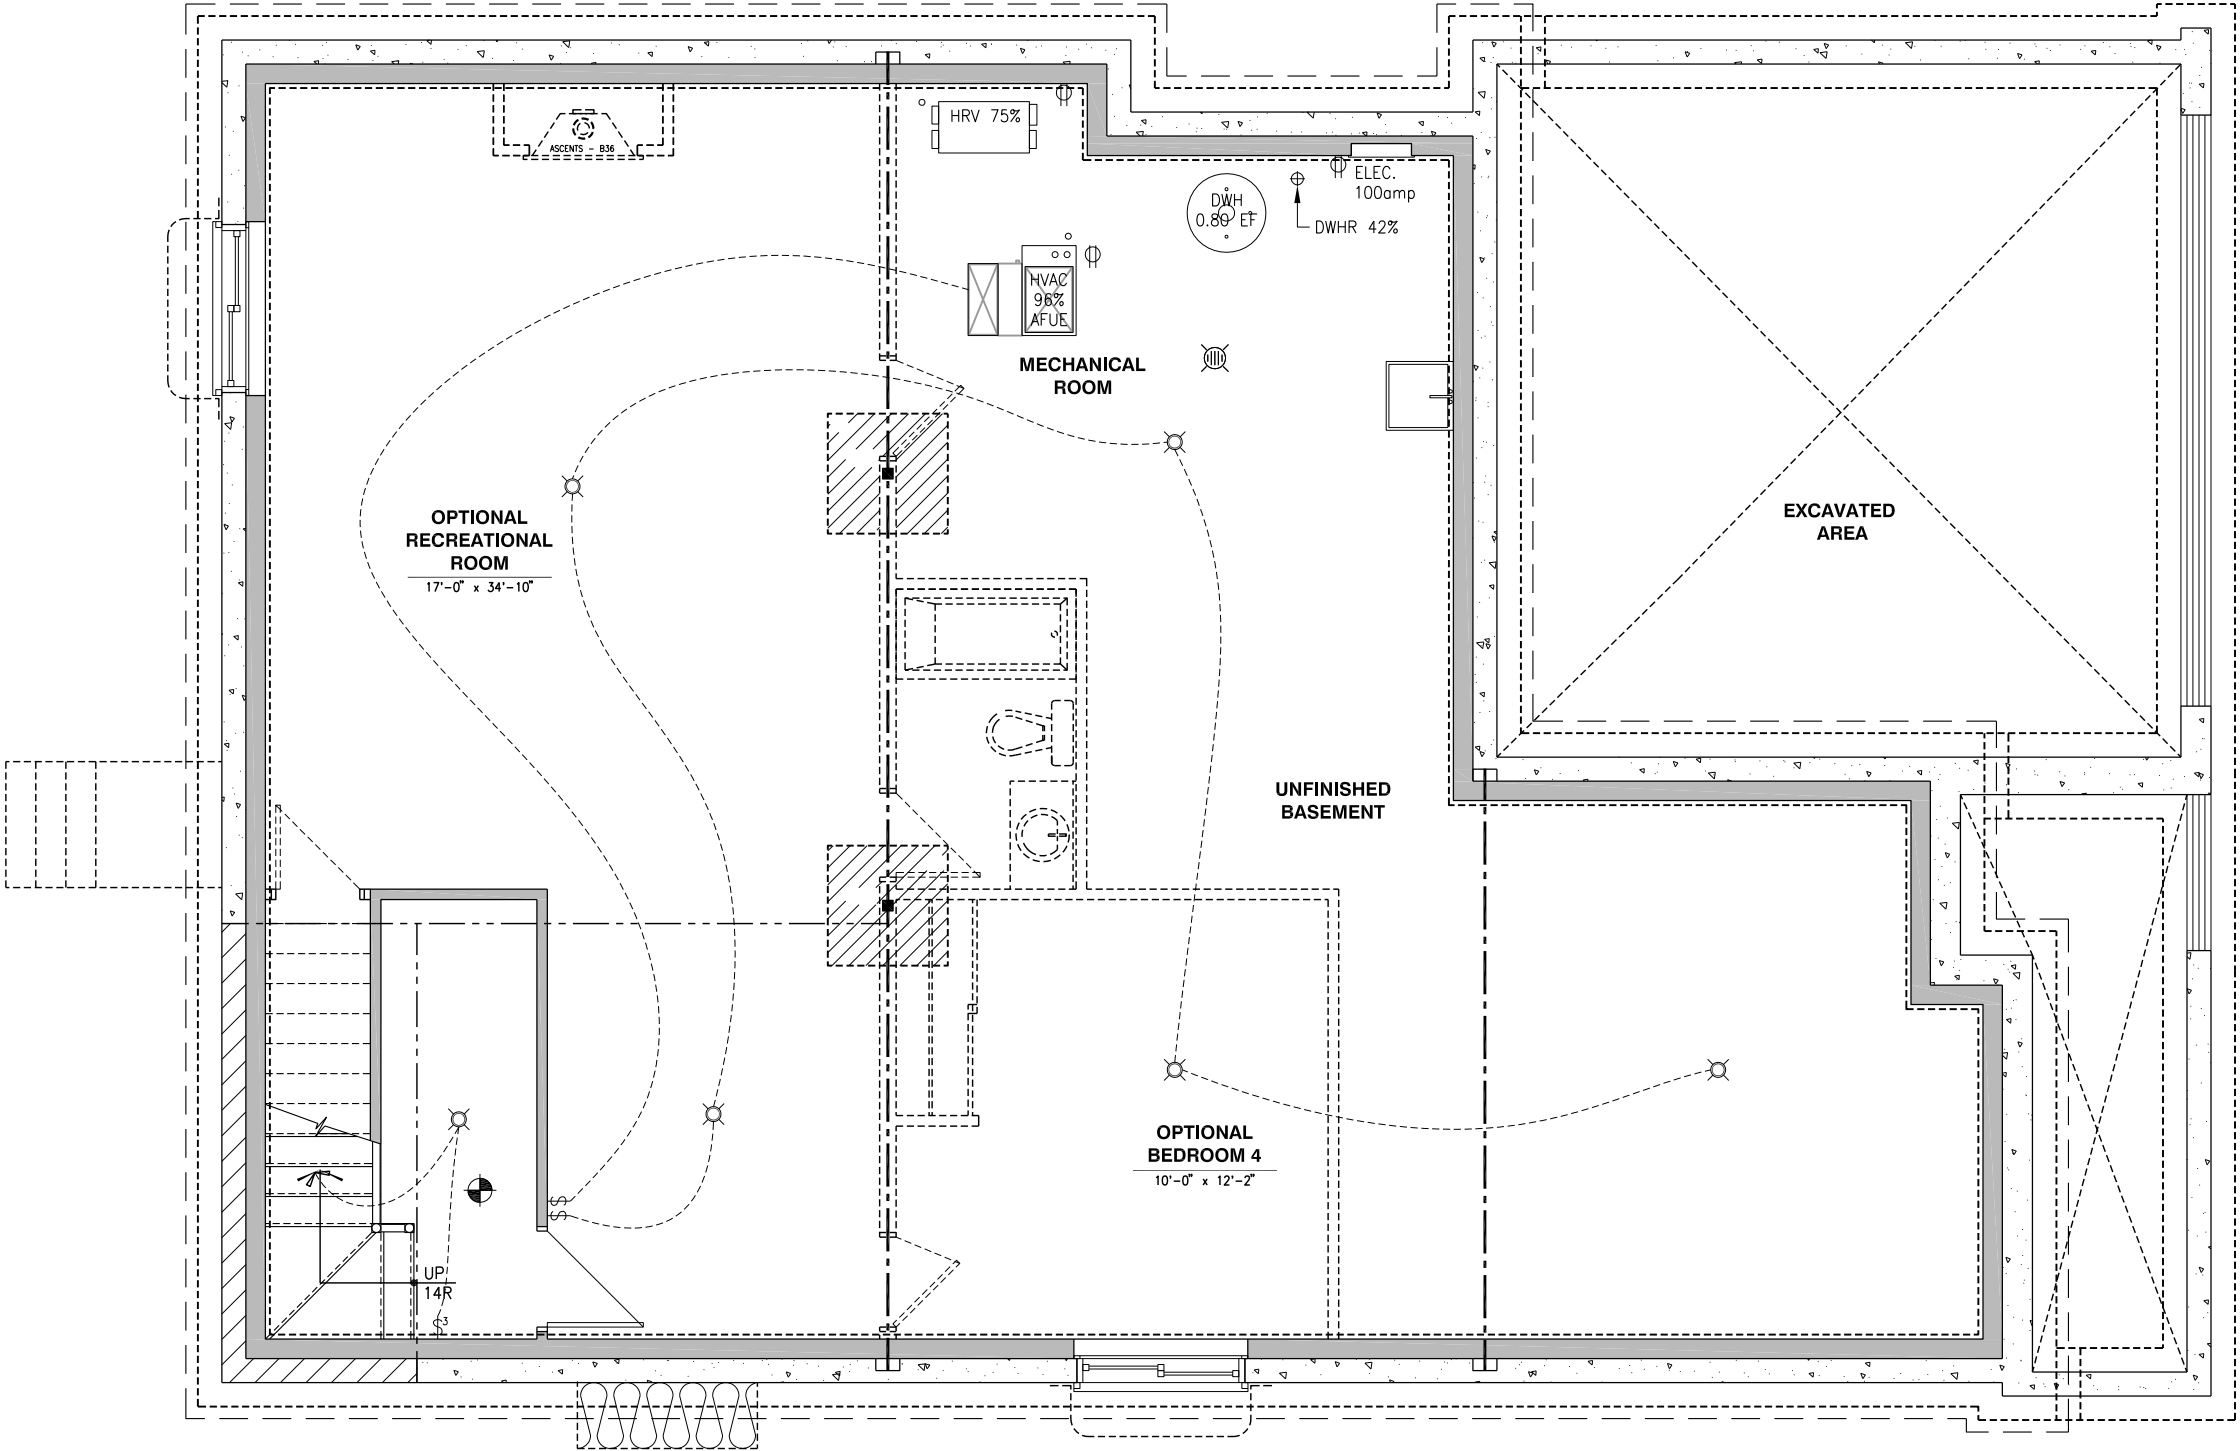 HRV 75%
ASCENTS - B36
ELEC.
100amp
DWH
0.80 EF
DWHR 42%
HVAC
96%
AFUE
MECHANICAL
ROOM
OPTIONAL
RECREATIONAL
ROOM
17'-0" x 34'-10"
EXCAVATED
AREA
UNFINISHED
BASEMENT
OPTIONAL
BEDROOM 4
10'-0" x 12'-2"
S
S
UP
14R
S³